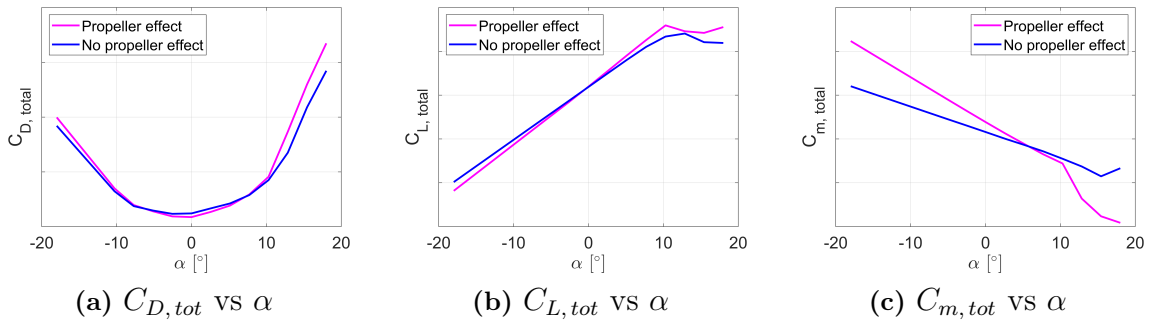 Propeller effect
No propeller effect
C_D, total
-20 -10 0 10 20
α [°]
(a) C_D,tot vs α
Propeller effect
No propeller effect
C_L, total
-20 -10 0 10 20
α [°]
(b) C_L,tot vs α
Propeller effect
No propeller effect
C_m, total
-20 -10 0 10 20
α [°]
(c) C_m,tot vs α